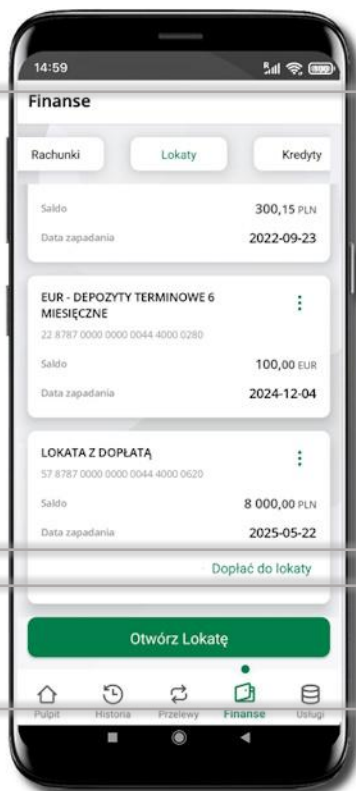 14:59
Finanse
Rachunki Lokaty Kredyty
Saldo 300,15 PLN
Data zapadania 2022-09-23
EUR - DEPOZYTY TERMINOWE 6
MIESIĘCZNE
22 8787 0000 0000 0044 4000 0280
Saldo 100,00 EUR
Data zapadania 2024-12-04
LOKATA Z DOPŁATĄ
57 8787 0000 0000 0044 4000 0620
Saldo 8 000,00 PLN
Data zapadania 2025-05-22
Dopłać do lokaty
Otwórz Lokatę
Pulpit Historia Przelewy Finanse Usługi